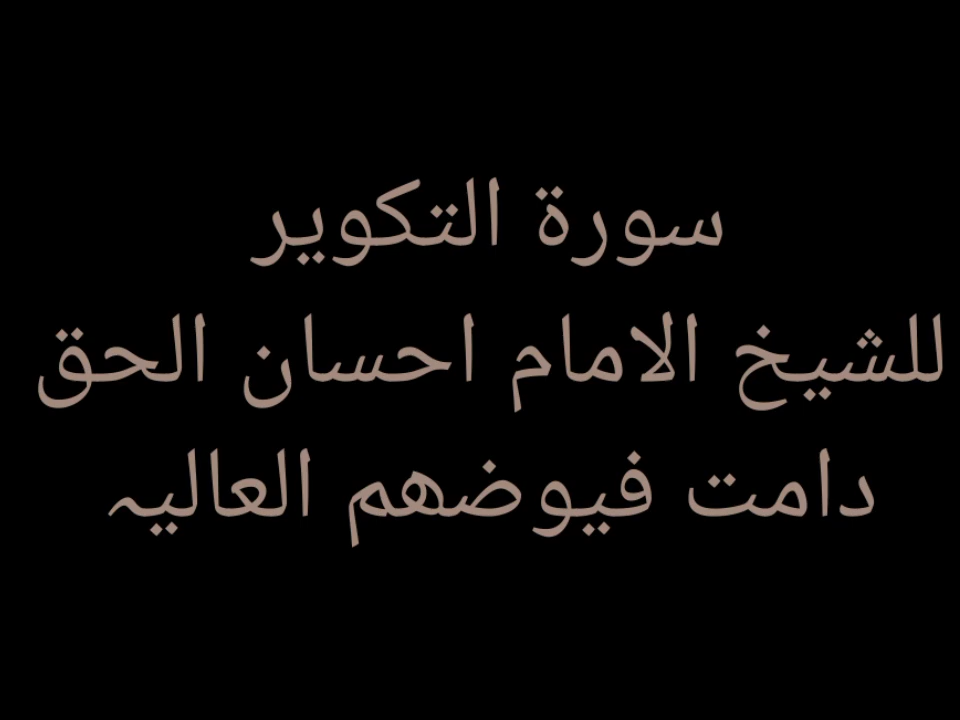 سورة التكوير
للشيخ الامام احسان الحق
دامت فيوضهم العاليہ